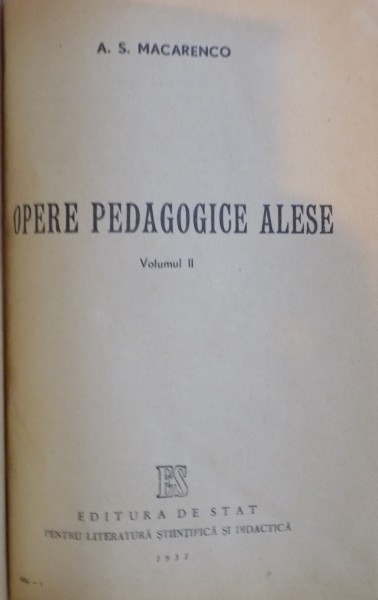 A. S. MACARENCO
OPERE PEDAGOGICE ALESE
Volumul II
ES
EDITURA DE STAT
PENTRU LITERATURĂ ŞTIINŢIFICĂ ŞI DIDACTICĂ